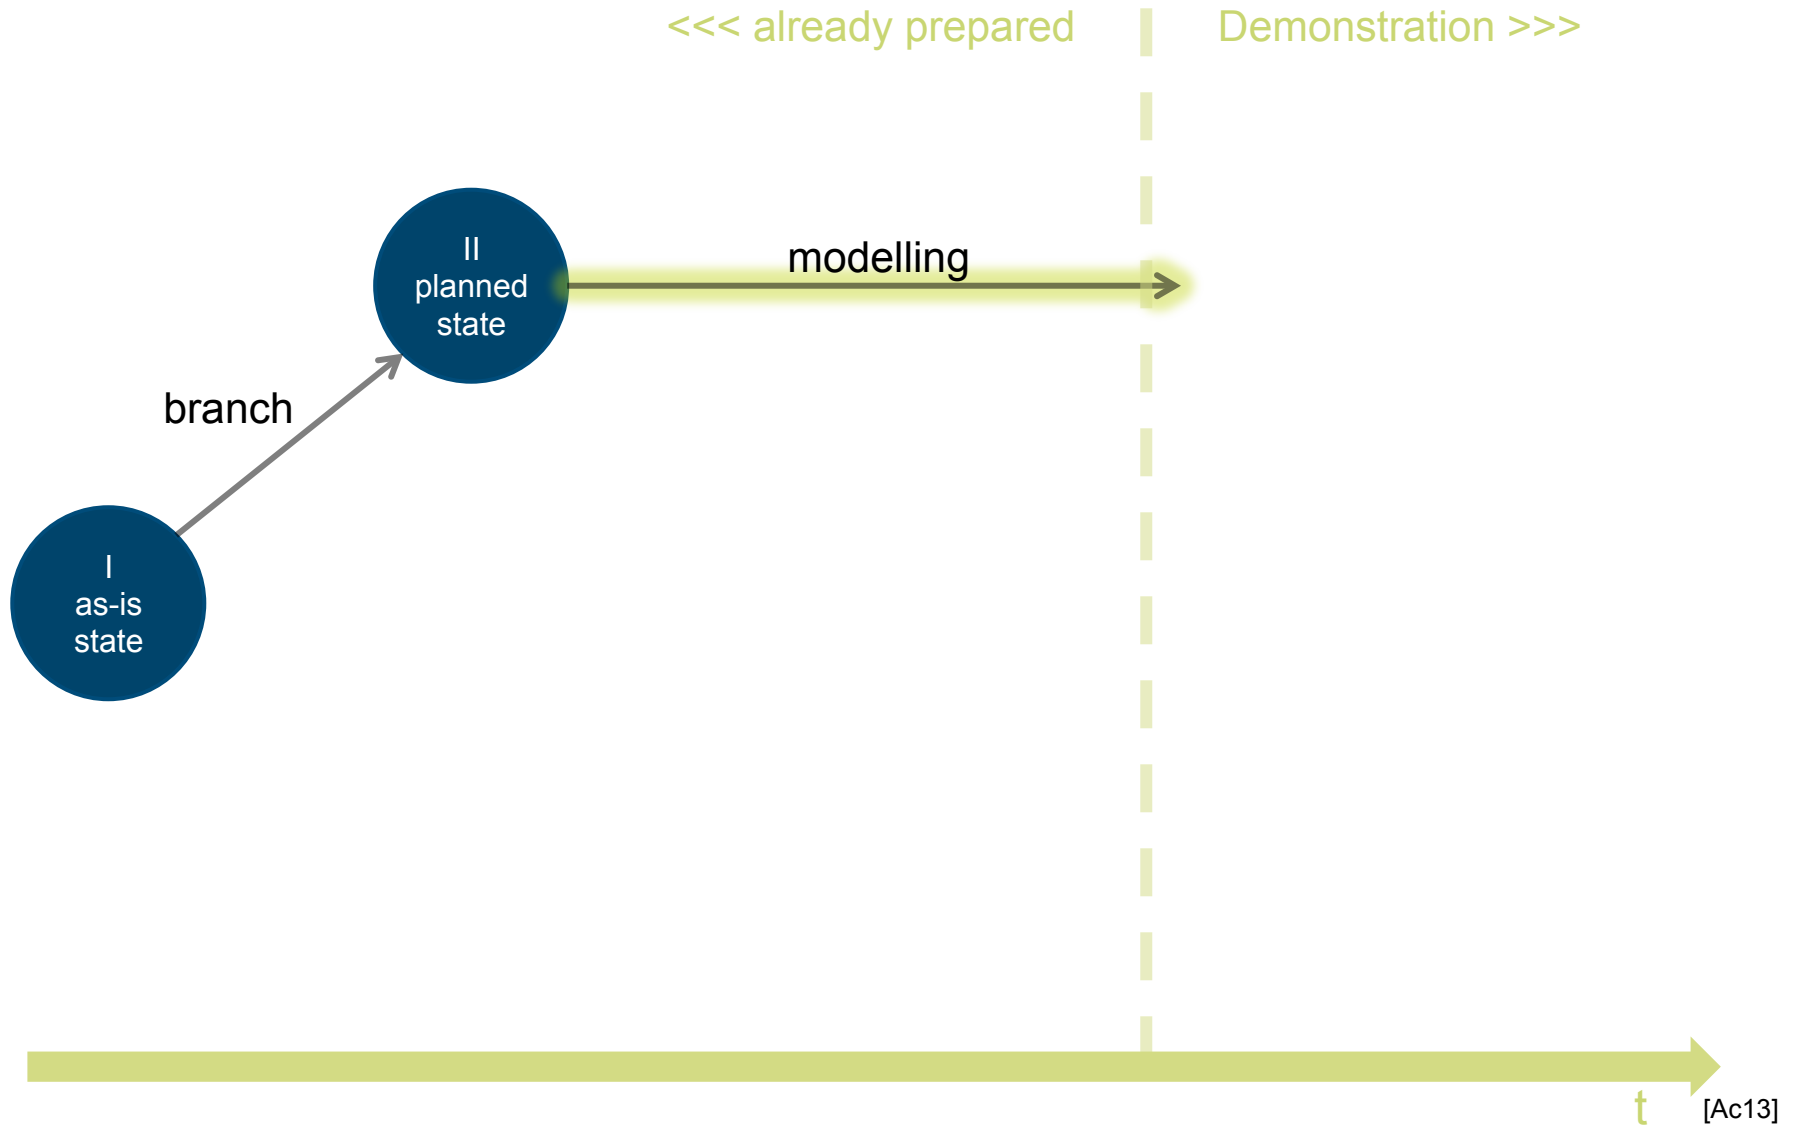 <<< already prepared
Demonstration >>>
II
planned
state
modelling
branch
I
as-is
state
t
[Ac13]